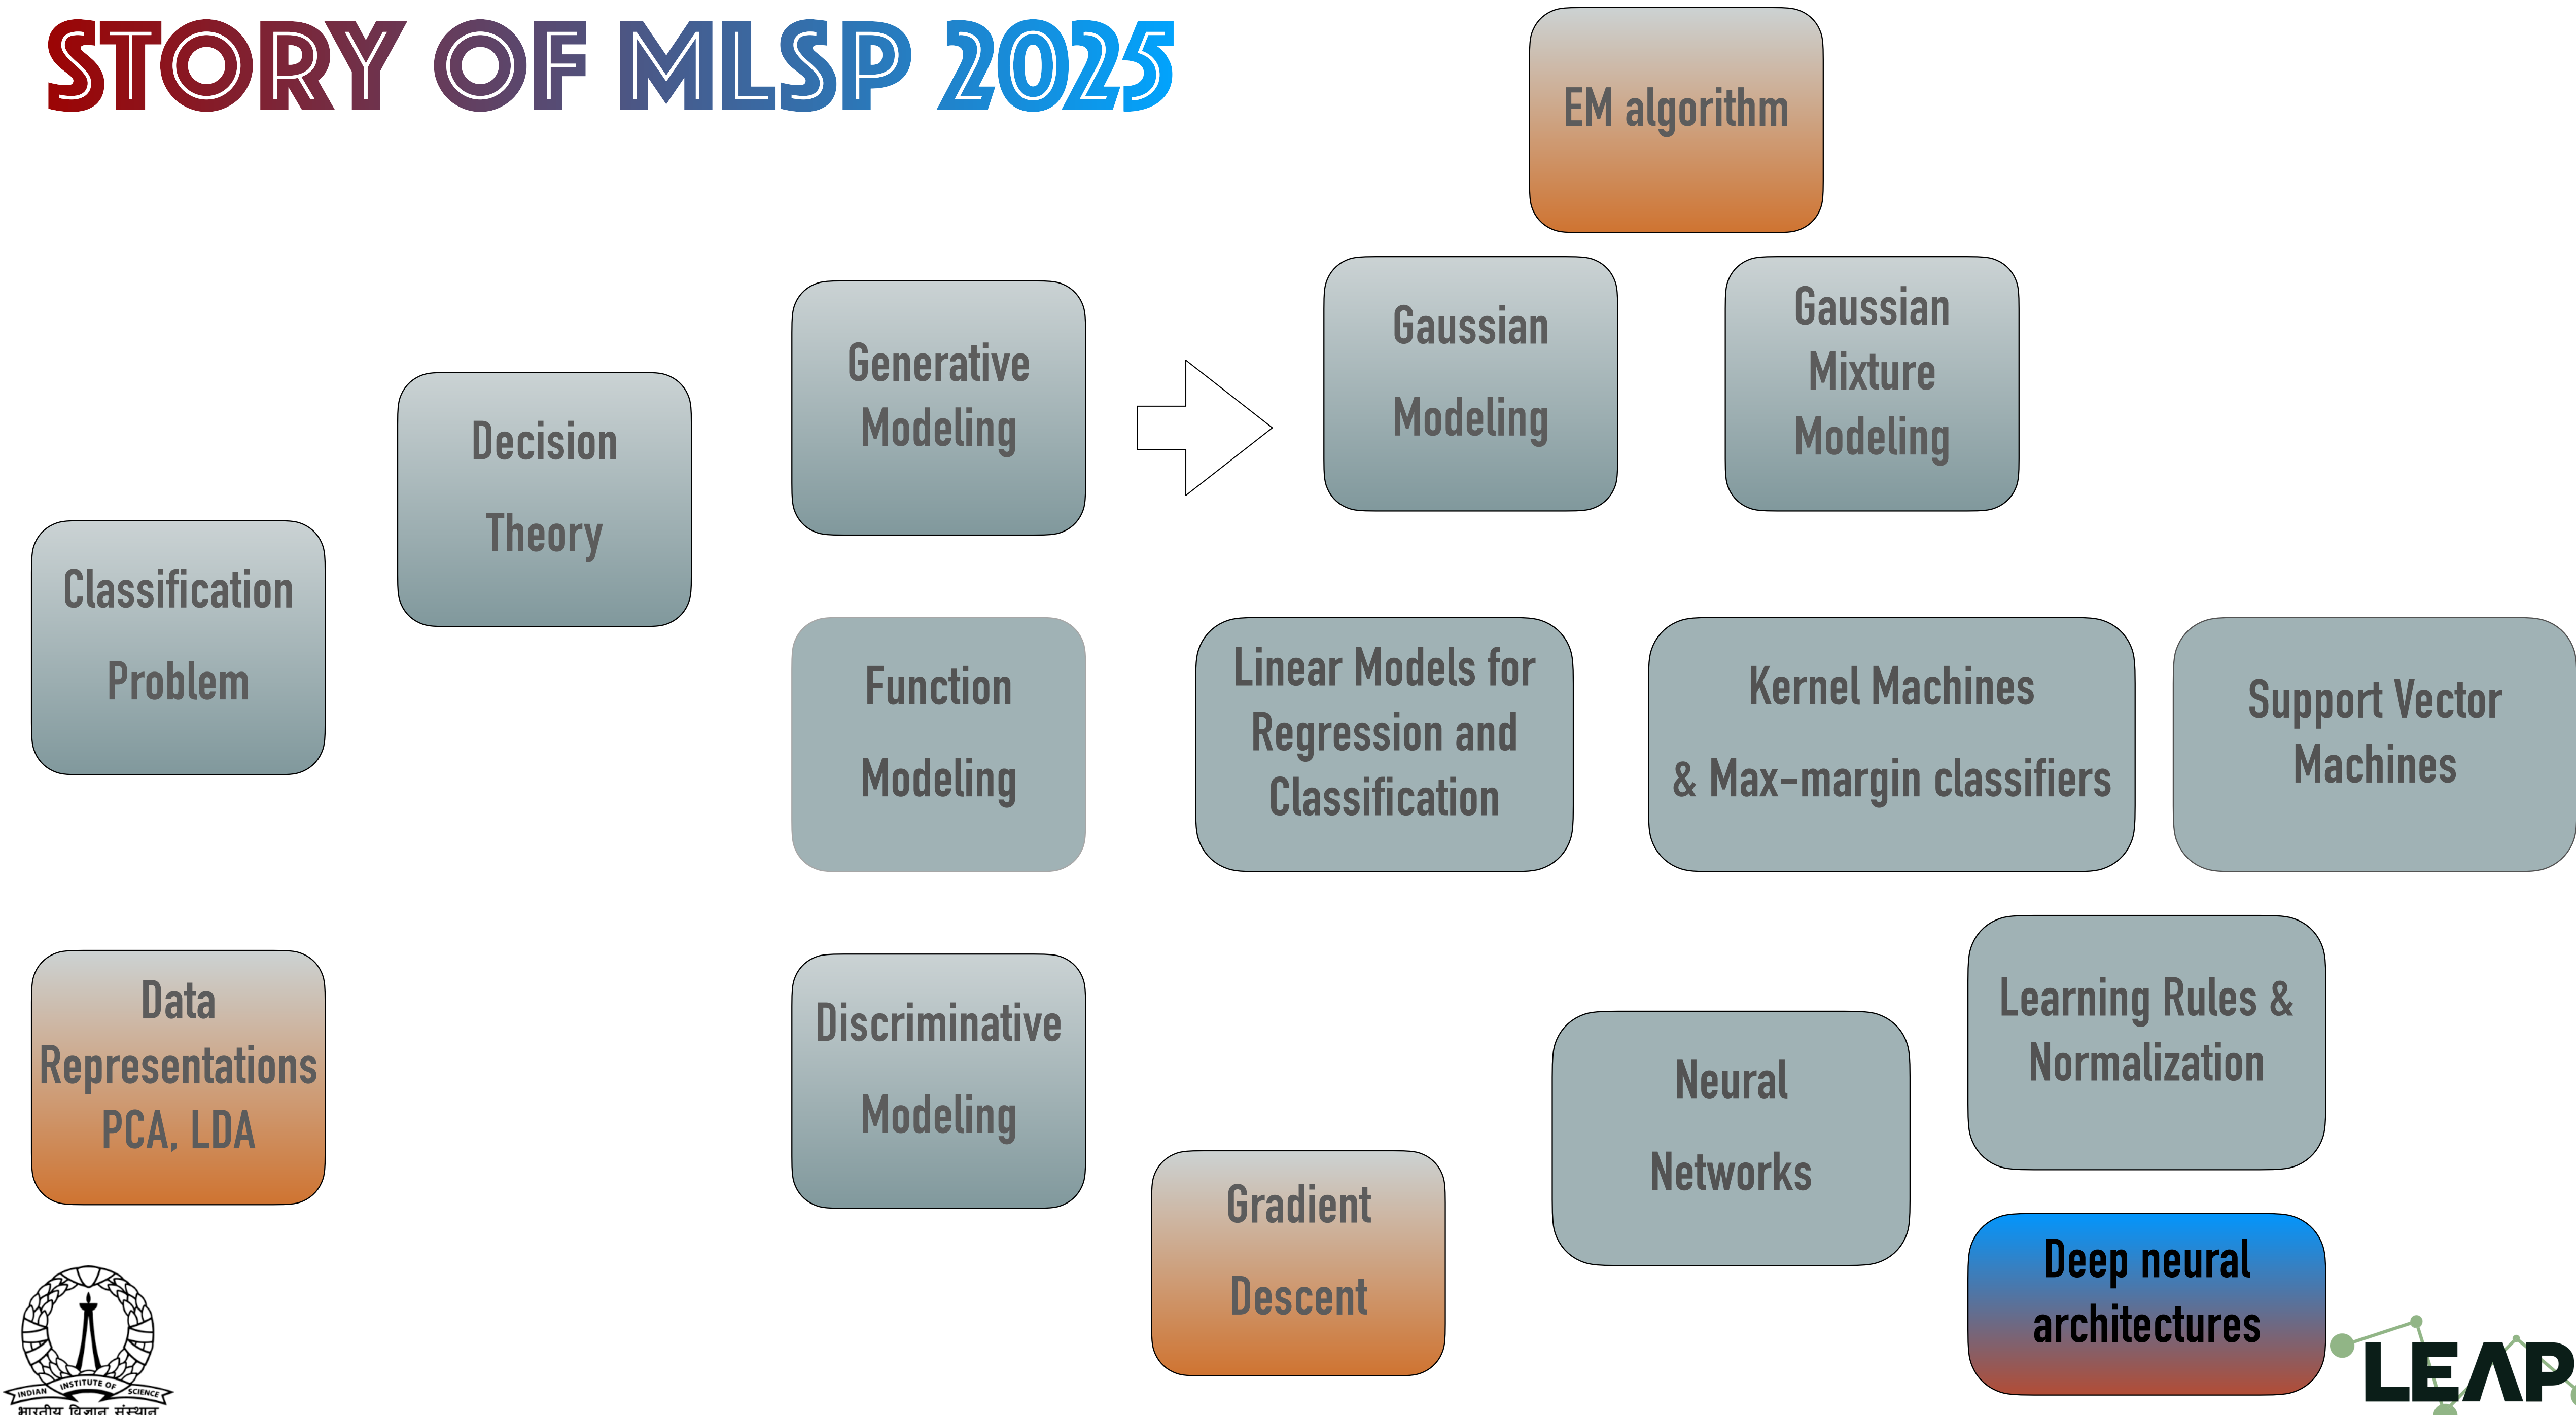 STORY OF MLSP 2025
EM algorithm
Generative
Modeling
Gaussian
Modeling
Gaussian
Mixture
Modeling
Decision
Theory
Classification
Problem
Function
Modeling
Linear Models for
Regression and
Classification
Kernel Machines
& Max-margin classifiers
Support Vector
Machines
Data
Representations
PCA, LDA
Discriminative
Modeling
Gradient
Descent
Neural
Networks
Learning Rules &
Normalization
Deep neural
architectures
INDIAN INSTITUTE OF SCIENCE
भारतीय विज्ञान संस्थान
LEAP